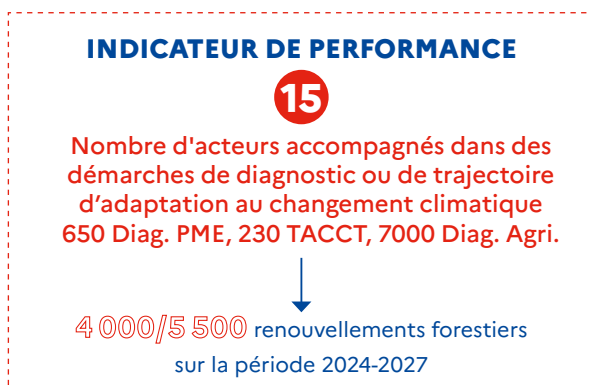 INDICATEUR DE PERFORMANCE
15
Nombre d'acteurs accompagnés dans des
démarches de diagnostic ou de trajectoire
d’adaptation au changement climatique
650 Diag. PME, 230 TACCT, 7000 Diag. Agri.
4 000/5 500 renouvellements forestiers
sur la période 2024-2027